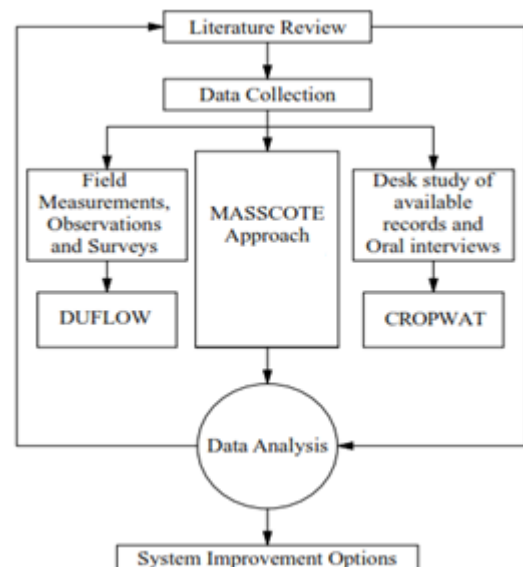 Literature Review
Data Collection
Field
Measurements,
Observations
and Surveys
MASSCOTE
Approach
Desk study of
available
records and
Oral interviews
DUFLOW
CROPWAT
Data Analysis
System Improvement Options